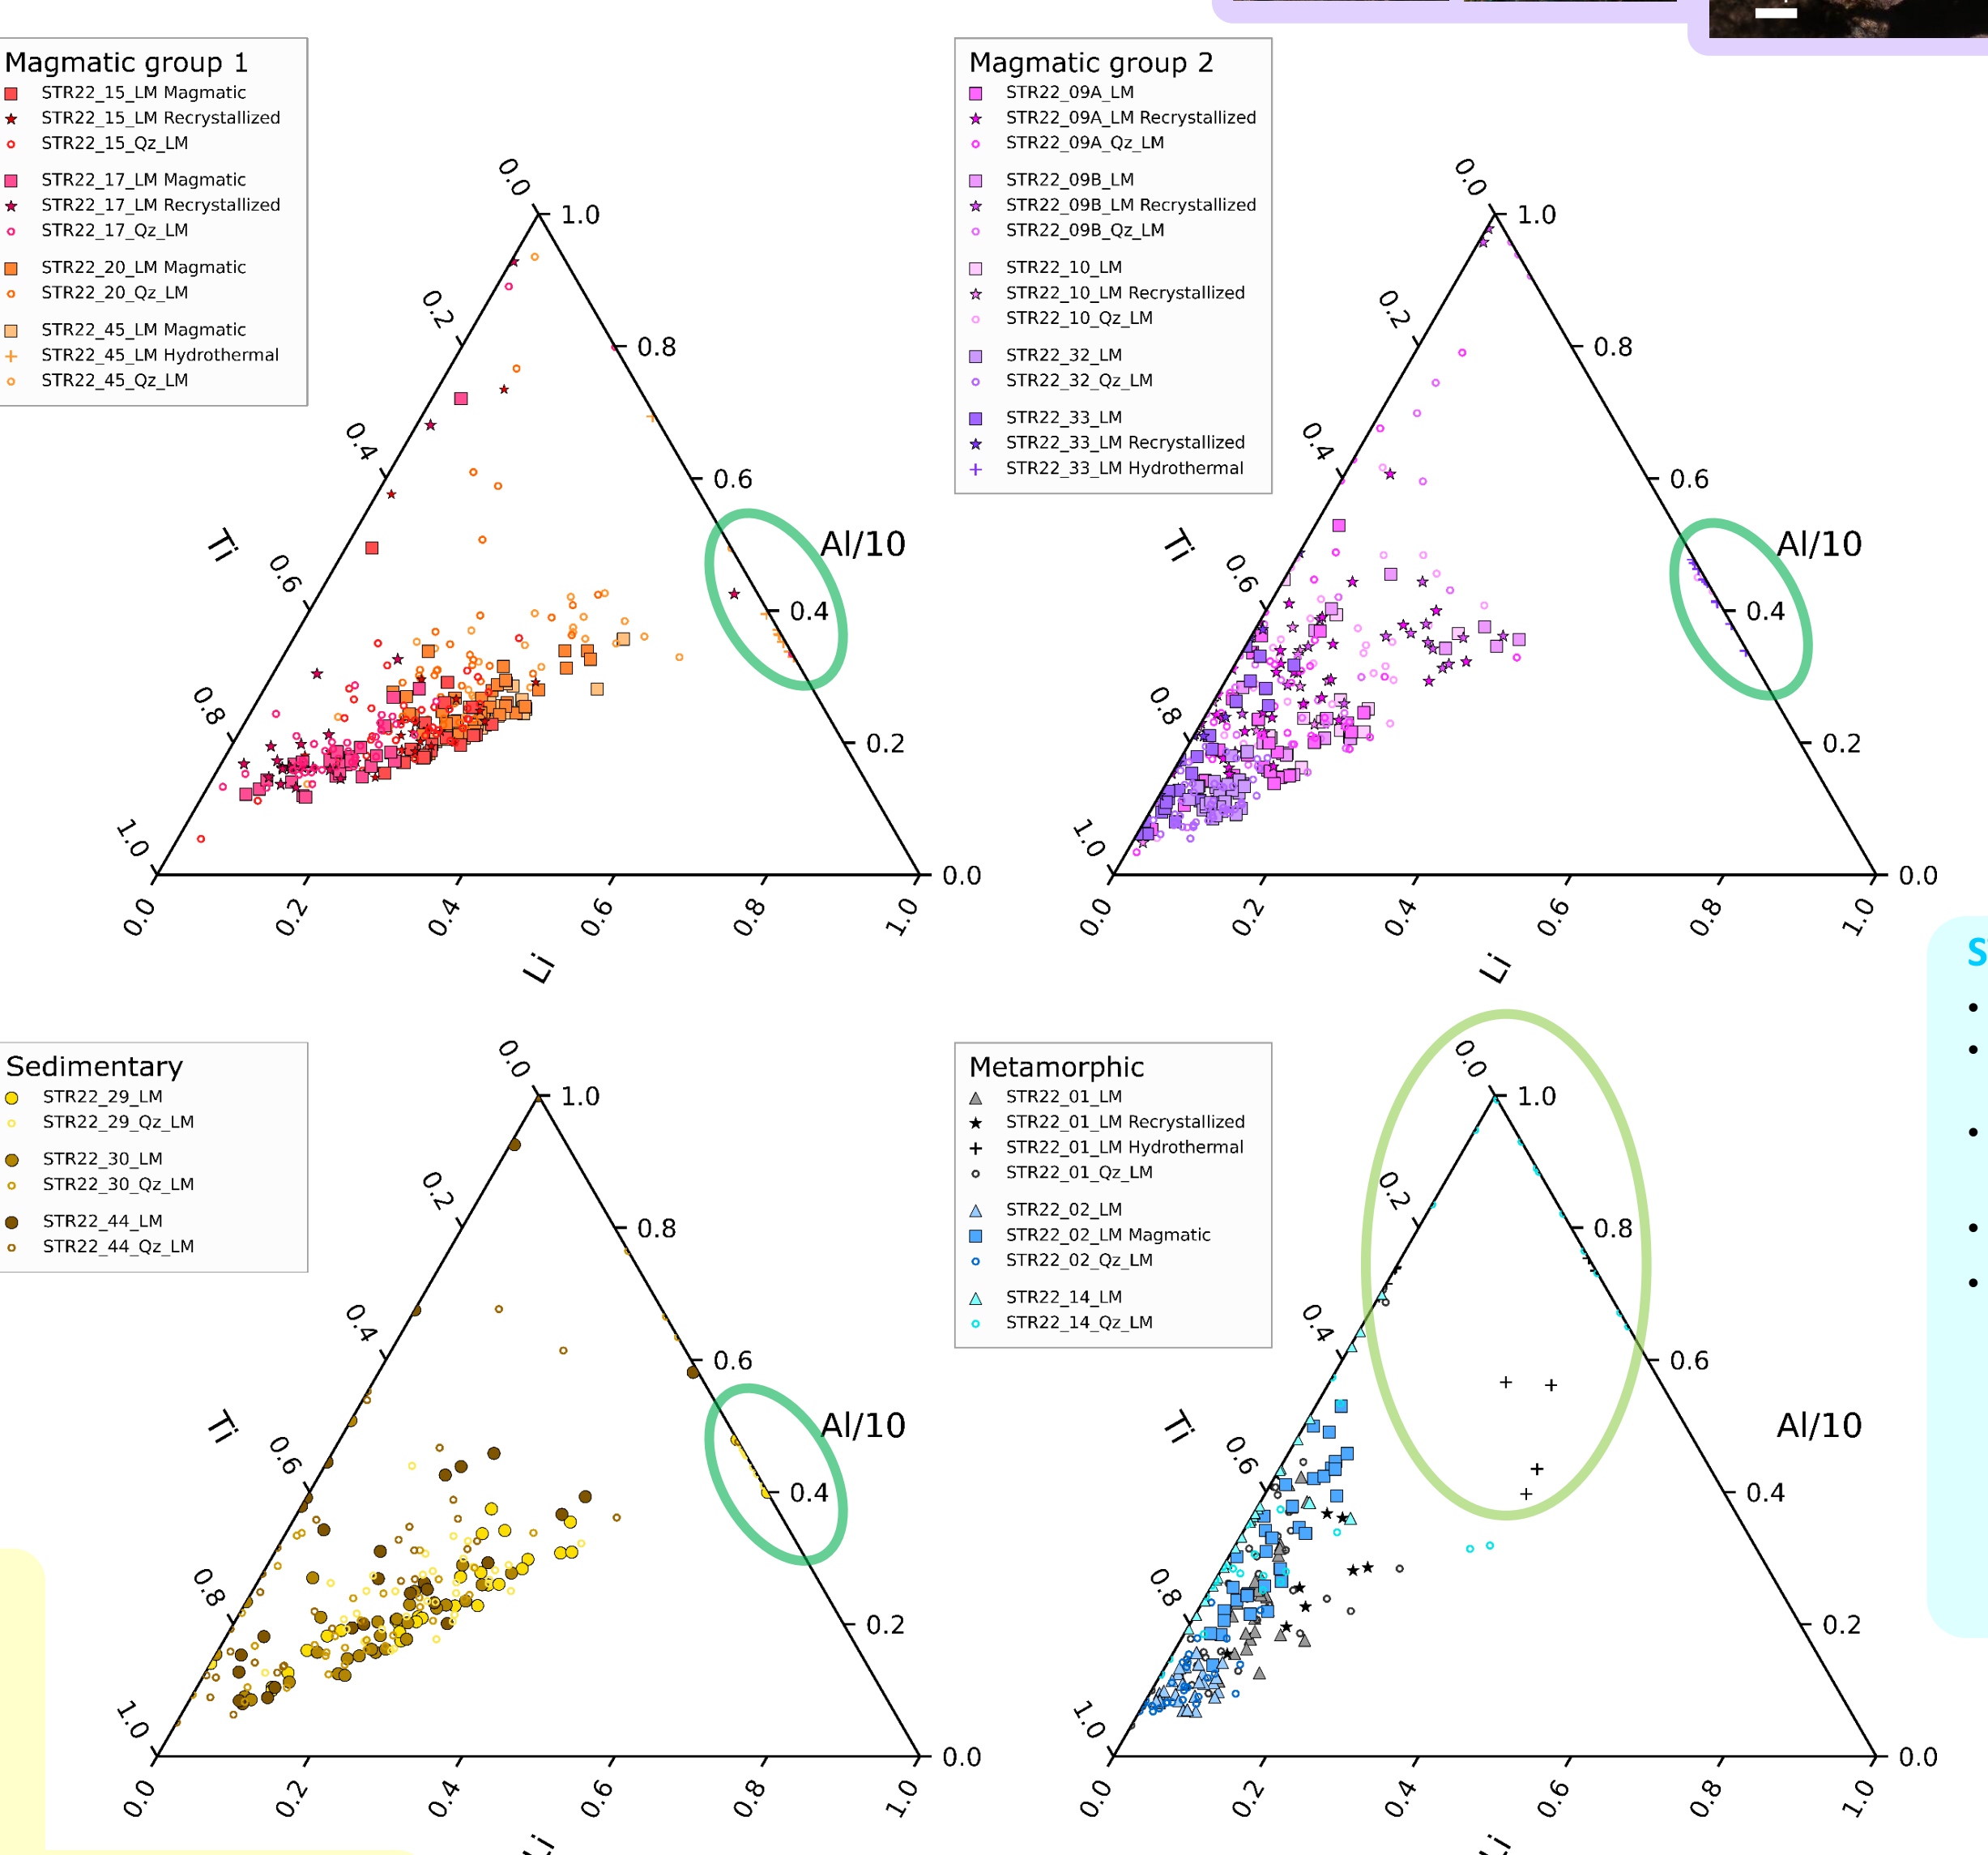 Magmatic group 1
STR22_15_LM Magmatic
STR22_15_LM Recrystallized
STR22_15_Qz_LM
STR22_17_LM Magmatic
STR22_17_LM Recrystallized
STR22_17_Qz_LM
STR22_20_LM Magmatic
STR22_20_Qz_LM
STR22_45_LM Magmatic
STR22_45_LM Hydrothermal
STR22_45_Qz_LM
0.0
0.2
0.4
0.6
0.8
1.0
Ti
1.0
0.8
0.6
0.4
0.2
0.0
Al/10
0.0
0.2
0.4
0.6
0.8
1.0
Li
Magmatic group 2
STR22_09A_LM
STR22_09A_LM Recrystallized
STR22_09A_Qz_LM
STR22_09B_LM
STR22_09B_LM Recrystallized
STR22_09B_Qz_LM
STR22_10_LM
STR22_10_LM Recrystallized
STR22_10_Qz_LM
STR22_32_LM
STR22_32_Qz_LM
STR22_33_LM
STR22_33_LM Recrystallized
STR22_33_LM Hydrothermal
0.0
0.2
0.4
0.6
0.8
1.0
Ti
1.0
0.8
0.6
0.4
0.2
0.0
Al/10
0.0
0.2
0.4
0.6
0.8
1.0
Li
S
Sedimentary
STR22_29_LM
STR22_29_Qz_LM
STR22_30_LM
STR22_30_Qz_LM
STR22_44_LM
STR22_44_Qz_LM
0.0
0.2
0.4
0.6
0.8
1.0
Ti
1.0
0.8
0.6
0.4
0.2
0.0
Al/10
0.0
0.2
0.4
0.6
0.8
1.0
Li
Metamorphic
STR22_01_LM
STR22_01_LM Recrystallized
STR22_01_LM Hydrothermal
STR22_01_Qz_LM
STR22_02_LM
STR22_02_LM Magmatic
STR22_02_Qz_LM
STR22_14_LM
STR22_14_Qz_LM
0.0
0.2
0.4
0.6
0.8
1.0
Ti
1.0
0.8
0.6
0.4
0.2
0.0
Al/10
0.0
0.2
0.4
0.6
0.8
1.0
Li